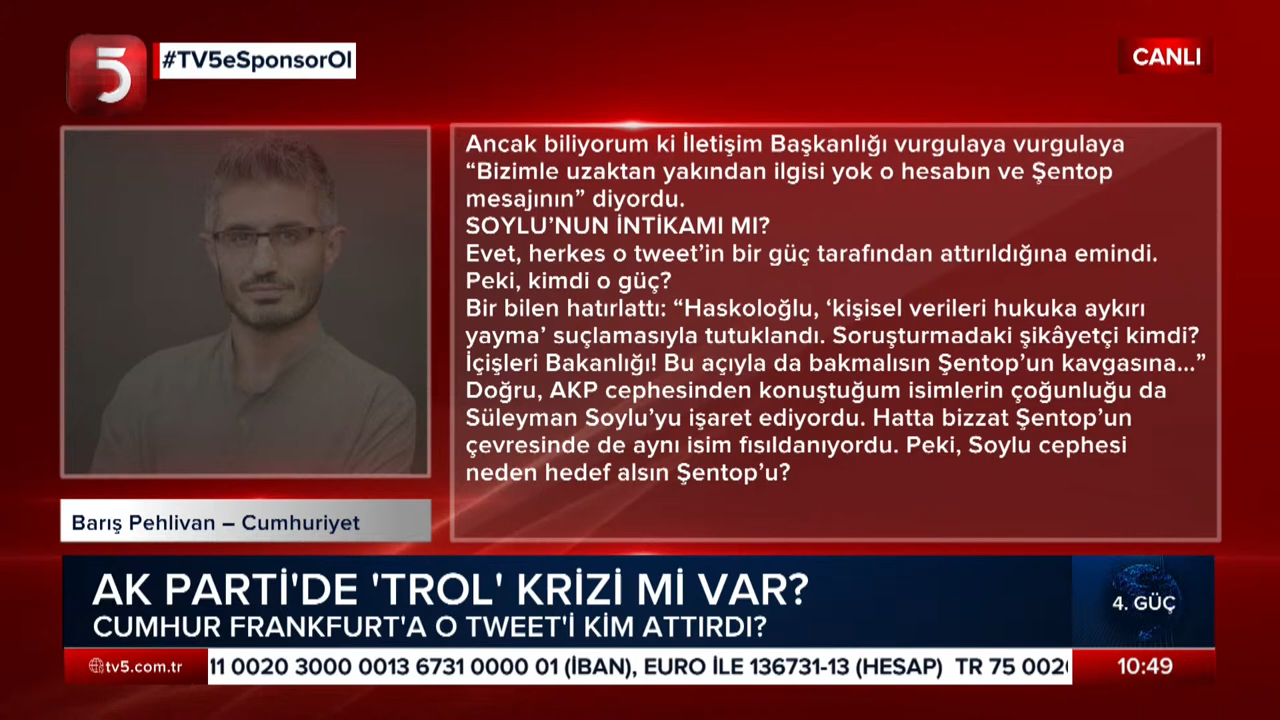 5
#TV5eSponsorOl
CANLI
Ancak biliyorum ki İletişim Başkanlığı vurgulaya vurgulaya
“Bizimle uzaktan yakından ilgisi yok o hesabın ve Şentop
mesajının” diyordu.
SOYLU’NUN İNTİKAMI MI?
Evet, herkes o tweet’in bir güç tarafından attırıldığına emindi.
Peki, kimdi o güç?
Bir bilen hatırlattı: “Haskoloğlu, ‘kişisel verileri hukuka aykırı
yayma’ suçlamasıyla tutuklandı. Soruşturmadaki şikâyetçi kimdi?
İçişleri Bakanlığı! Bu açıyla da bakmalısın Şentop’un kavgasına...”
Doğru, AKP cephesinden konuştuğum isimlerin çoğunluğu da
Süleyman Soylu’yu işaret ediyordu. Hatta bizzat Şentop’un
çevresinde de aynı isim fısıldanıyordu. Peki, Soylu cephesi
neden hedef alsın Şentop’u?
Barış Pehlivan – Cumhuriyet
AK PARTİ'DE 'TROL' KRİZİ Mİ VAR?
CUMHUR FRANKFURT'A O TWEET'İ KİM ATTIRDI?
4. GÜÇ
tv5.com.tr
11 0020 3000 0013 6731 0000 01 (İBAN), EURO İLE 136731-13 (HESAP) TR 75 0020
10:49